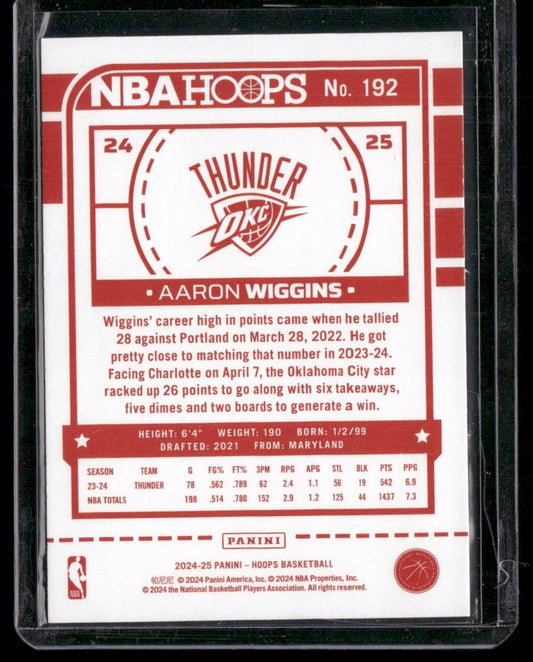 NBA HOOPS No. 192
24 25
THUNDER
OKC
• AARON WIGGINS •
Wiggins' career high in points came when he tallied
28 against Portland on March 28, 2022. He got
pretty close to matching that number in 2023-24.
Facing Charlotte on April 7, the Oklahoma City star
racked up 26 points to go along with six takeaways,
five dimes and two boards to generate a win.
HEIGHT: 6'4" WEIGHT: 190 BORN: 1/2/99
DRAFTED: 2021 FROM: MARYLAND
SEASON TEAM G FG% FT% 3PM RPG APG STL BLK PTS PPG
23-24 THUNDER 78 .562 .789 62 2.4 1.1 56 19 542 6.9
NBA TOTALS 198 .514 .780 152 2.9 1.2 125 44 1437 7.3
PANINI
2024-25 PANINI – HOOPS BASKETBALL
帕尼尼 © 2024 Panini America, Inc. © 2024 NBA Properties, Inc.
© 2024 the National Basketball Players Association. All rights reserved.
NBA